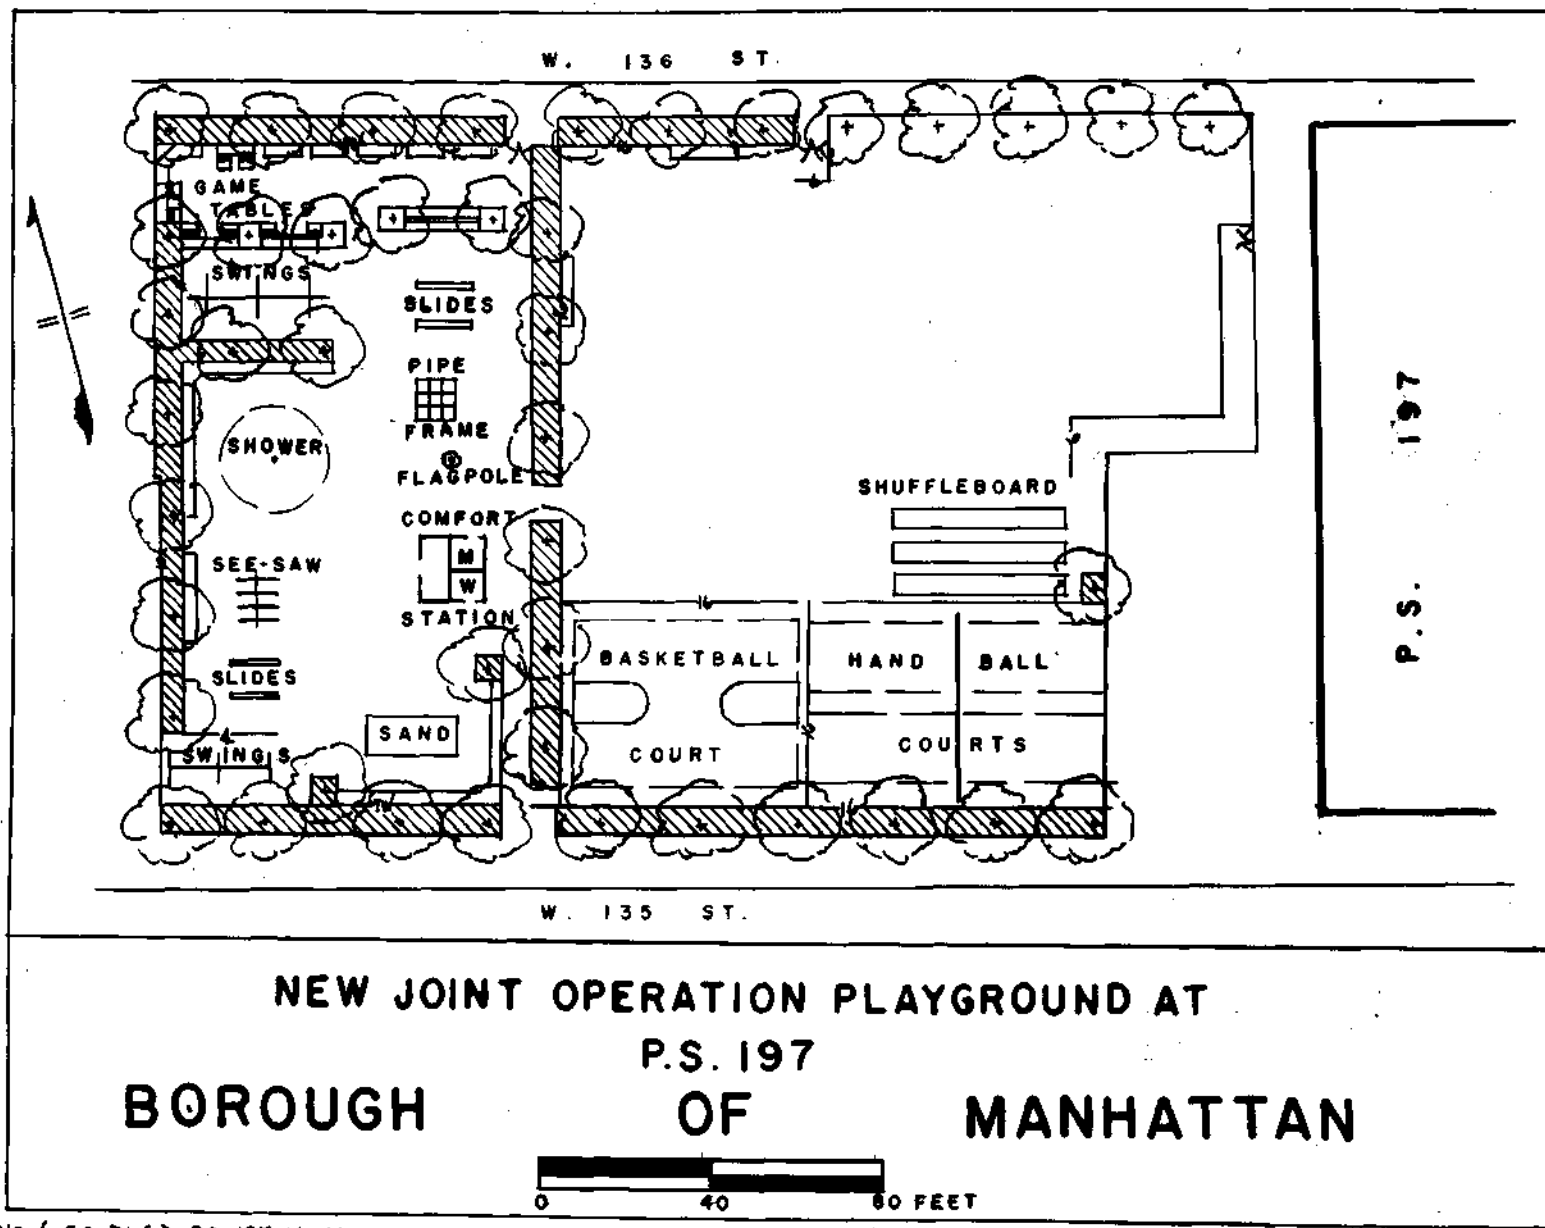 W. 136 ST.
GAME
TABLES
SWINGS
SLIDES
PIPE
FRAME
SHOWER
FLAGPOLE
COMFORT
M
W
STATION
SEE-SAW
SLIDES
SWINGS
SAND
SHUFFLEBOARD
BASKETBALL
COURT
HAND BALL
COURTS
P.S. 197
W. 135 ST.
NEW JOINT OPERATION PLAYGROUND AT
P.S. 197
BOROUGH OF MANHATTAN
0 40 80 FEET